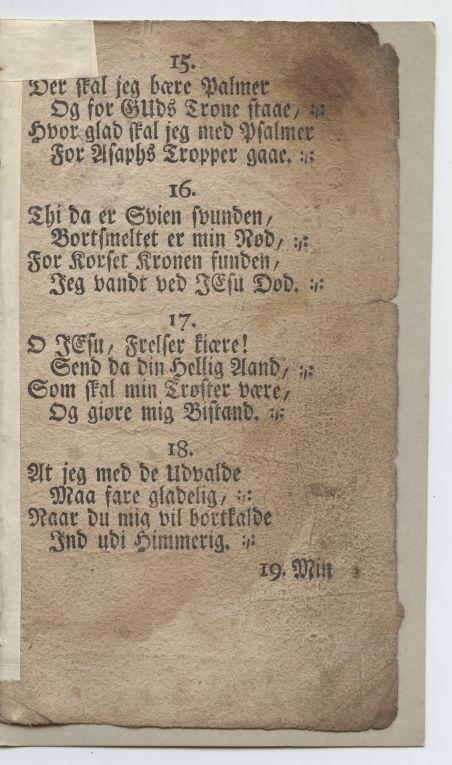 15.
Der skal jeg bære Palmer
Og for GUds Trone staae, :,:
Hvor glad skal jeg med Psalmer
For Asaphs Tropper gaae. :,:
16.
Thi da er Svien svunden,
Bortsmeltet er min Nød, :,:
For Korset Kronen funden,
Jeg vandt ved JEsu Død. :,:
17.
O JEsu, Frelser kiære!
Send da din Hellig Aand, :,:
Som skal min Trøster være,
Og giøre mig Bistand. :,:
18.
At jeg med de Udvalde
Maa fare gladelig, :,:
Naar du mig vil bortkalde
Ind udi Himmerig. :,:
19. Min